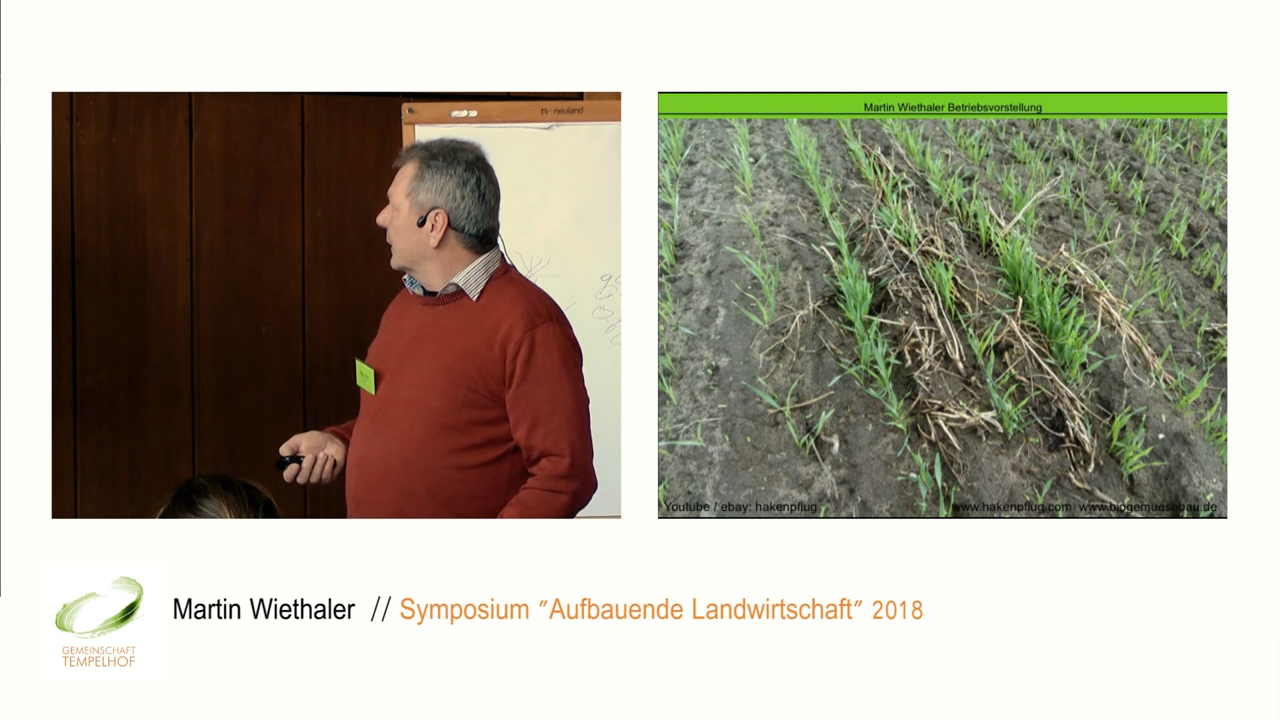 neuland
Martin Wiethaler Betriebsvorstellung
Youtube / ebay: hakenpflug
www.hakenpflug.com www.biogemuesebau.de
Martin Wiethaler // Symposium "Aufbauende Landwirtschaft" 2018
GEMEINSCHAFT
TEMPELHOF